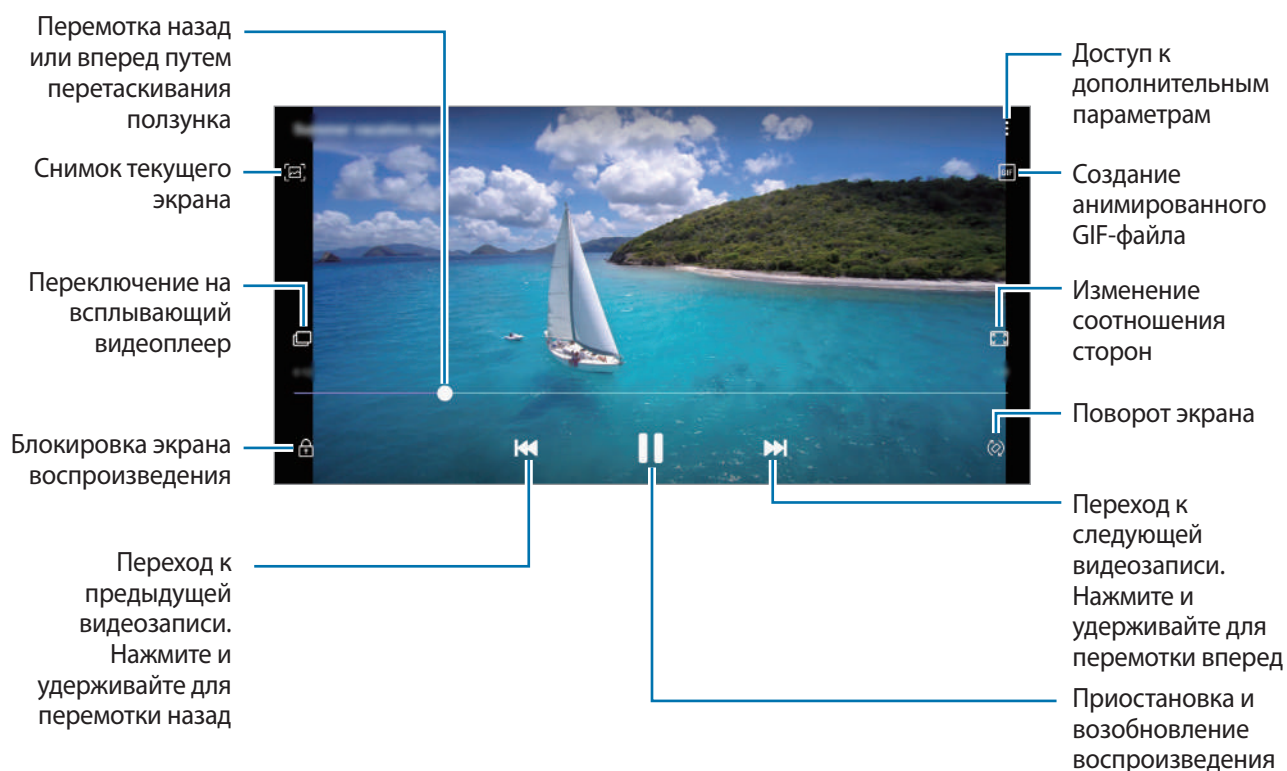 Перемотка назад
или вперед путем
перетаскивания
ползунка
Снимок текущего
экрана
Переключение на
всплывающий
видеоплеер
Блокировка экрана
воспроизведения
Переход к
предыдущей
видеозаписи.
Нажмите и
удерживайте для
перемотки назад
Доступ к
дополнительным
параметрам
GIF
Создание
анимированного
GIF-файла
Изменение
соотношения
сторон
Поворот экрана
Переход к
следующей
видеозаписи.
Нажмите и
удерживайте для
перемотки вперед
Приостановка и
возобновление
воспроизведения